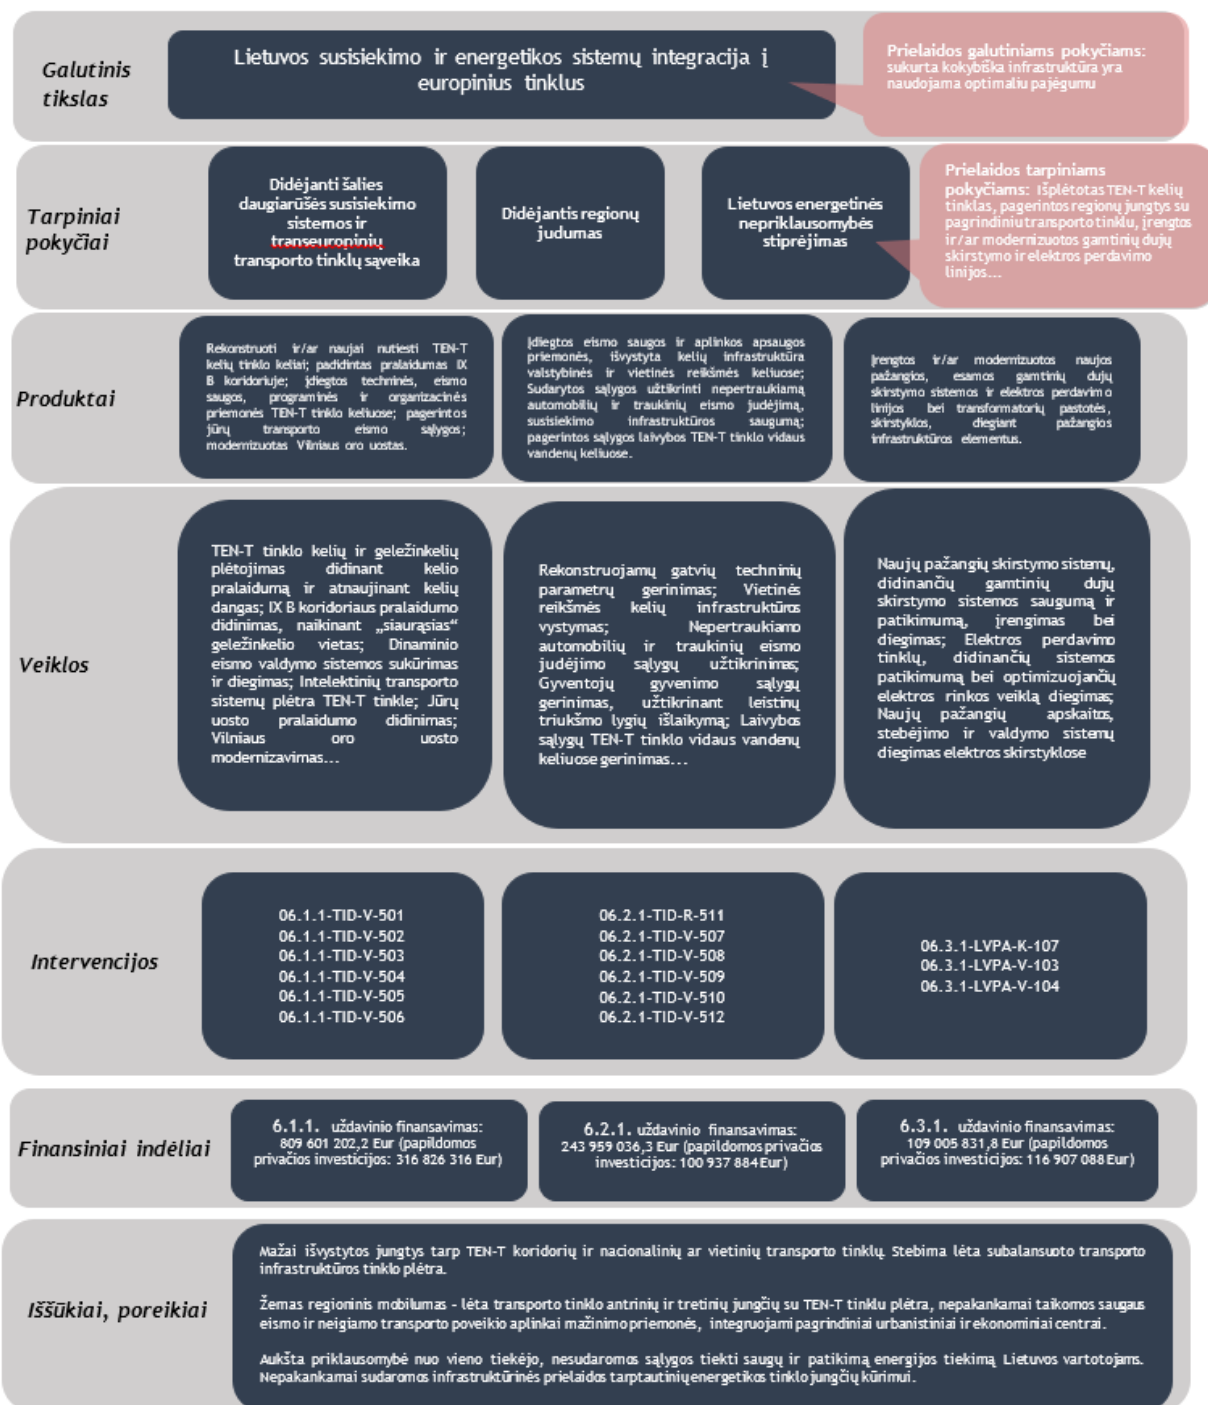 Galutinis
tikslas
Lietuvos susisiekimo ir energetikos sistemų integracija į
europinius tinklus
Prielaidos galutiniams pokyčiams:
sukurta kokybiška infrastruktūra yra
naudojama optimaliu pajėgumu
Tarpiniai
pokyčiai
Didėjanti šalies
daugiarūšės susisiekimo
sistemos ir
transeuropinių
transporto tinklų sąveika
Didėjantis regionų
judumas
Lietuvos energetinės
nepriklausomybės
stiprėjimas
Prielaidos tarpiniams
pokyčiams: Išplėtotas TEN-T kelių
tinklas, pagerintos regionų jungtys su
pagrindiniu transporto tinklu, įrengtos
ir/ar modernizuotos gamtinių dujų
skirstymo ir elektros perdavimo
linijos...
Produktai
Rekonstruoti ir/ar naujai nutiesti TEN-T
kelių tinklo keliai; padidintas pralaidumas IX
B koridoriuje; įdiegtos techninės, eismo
saugos, programinės ir organizacinės
priemonės TEN-T tinklo keliuose; pagerintos
jūrų transporto eismo sąlygos;
modernizuotas Vilniaus oro uostas.
Įdiegtos eismo saugos ir aplinkos apsaugos
priemonės, išvystyta kelių infrastruktūra
valstybinės ir vietinės reikšmės keliuose;
Sudarytos sąlygos užtikrinti nepertraukiamą
automobilių ir traukinių eismo judėjimą,
susisiekimo infrastruktūros saugumą;
pagerintos sąlygos laivybos TEN-T tinklo vidaus
vandenų keliuose.
Įrengtos ir/ar modernizuotos naujos
pažangios, esamos gamtinių dujų
skirstymo sistemos ir elektros perdavimo
linijos bei transformatorių pastotės,
skirstyklos, diegiant pažangios
infrastruktūros elementus.
Veiklos
TEN-T tinklo kelių ir geležinkelių
plėtojimas didinant kelio
pralaidumą ir atnaujinant kelių
dangas; IX B koridoriaus pralaidumo
didinimas, naikinant „siaurąsias“
geležinkelio vietas; Dinaminio
eismo valdymo sistemos sukūrimas
ir diegimas; Intelektinių transporto
sistemų plėtra TEN-T tinkle; Jūrų
uosto pralaidumo didinimas;
Vilniaus oro uosto
modernizavimas...
Rekonstruojamų gatvių techninių
parametrų gerinimas; Vietinės
reikšmės kelių infrastruktūros
vystymas; Nepertraukiamo
automobilių ir traukinių eismo
judėjimo sąlygų užtikrinimas;
Gyventojų gyvenimo sąlygų
gerinimas, užtikrinant leistinų
triukšmo lygių išlaikymą; Laivybos
sąlygų TEN-T tinklo vidaus vandenų
keliuose gerinimas...
Naujų pažangių skirstymo sistemų,
didinančių gamtinių dujų
skirstymo sistemos saugumą ir
patikimumą, įrengimas bei
diegimas; Elektros perdavimo
tinklų, didinančių sistemos
patikimumą bei optimizuojančių
elektros rinkos veiklą diegimas;
Naujų pažangių apskaitos,
stebėjimo ir valdymo sistemų
diegimas elektros skirstyklose
Intervencijos
06.1.1-TID-V-501
06.1.1-TID-V-502
06.1.1-TID-V-503
06.1.1-TID-V-504
06.1.1-TID-V-505
06.1.1-TID-V-506
06.2.1-TID-R-511
06.2.1-TID-V-507
06.2.1-TID-V-508
06.2.1-TID-V-509
06.2.1-TID-V-510
06.2.1-TID-V-512
06.3.1-LVPA-K-107
06.3.1-LVPA-V-103
06.3.1-LVPA-V-104
Finansiniai indėliai
6.1.1. uždavinio finansavimas:
809 601 202,2 Eur (papildomos
privačios investicijos: 316 826 316 Eur)
6.2.1. uždavinio finansavimas:
243 959 036,3 Eur (papildomos privačios
investicijos: 100 937 884 Eur)
6.3.1. uždavinio finansavimas:
109 005 831,8 Eur (papildomos
privačios investicijos: 116 907 088 Eur)
Iššūkiai, poreikiai
Mažai išvystytos jungtys tarp TEN-T koridorių ir nacionalinių ar vietinių transporto tinklų. Stebima lėta subalansuoto transporto
infrastruktūros tinklo plėtra.
Žemas regioninis mobilumas - lėta transporto tinklo antrinių ir tretinių jungčių su TEN-T tinklu plėtra, nepakankamai taikomos saugaus
eismo ir neigiamo transporto poveikio aplinkai mažinimo priemonės, integruojami pagrindiniai urbanistiniai ir ekonominiai centrai.
Aukšta priklausomybė nuo vieno tiekėjo, nesudaromos sąlygos tiekti saugų ir patikimą energijos tiekimą Lietuvos vartotojams.
Nepakankamai sudaromos infrastruktūrinės prielaidos tarptautinių energetikos tinklo jungčių kūrimui.